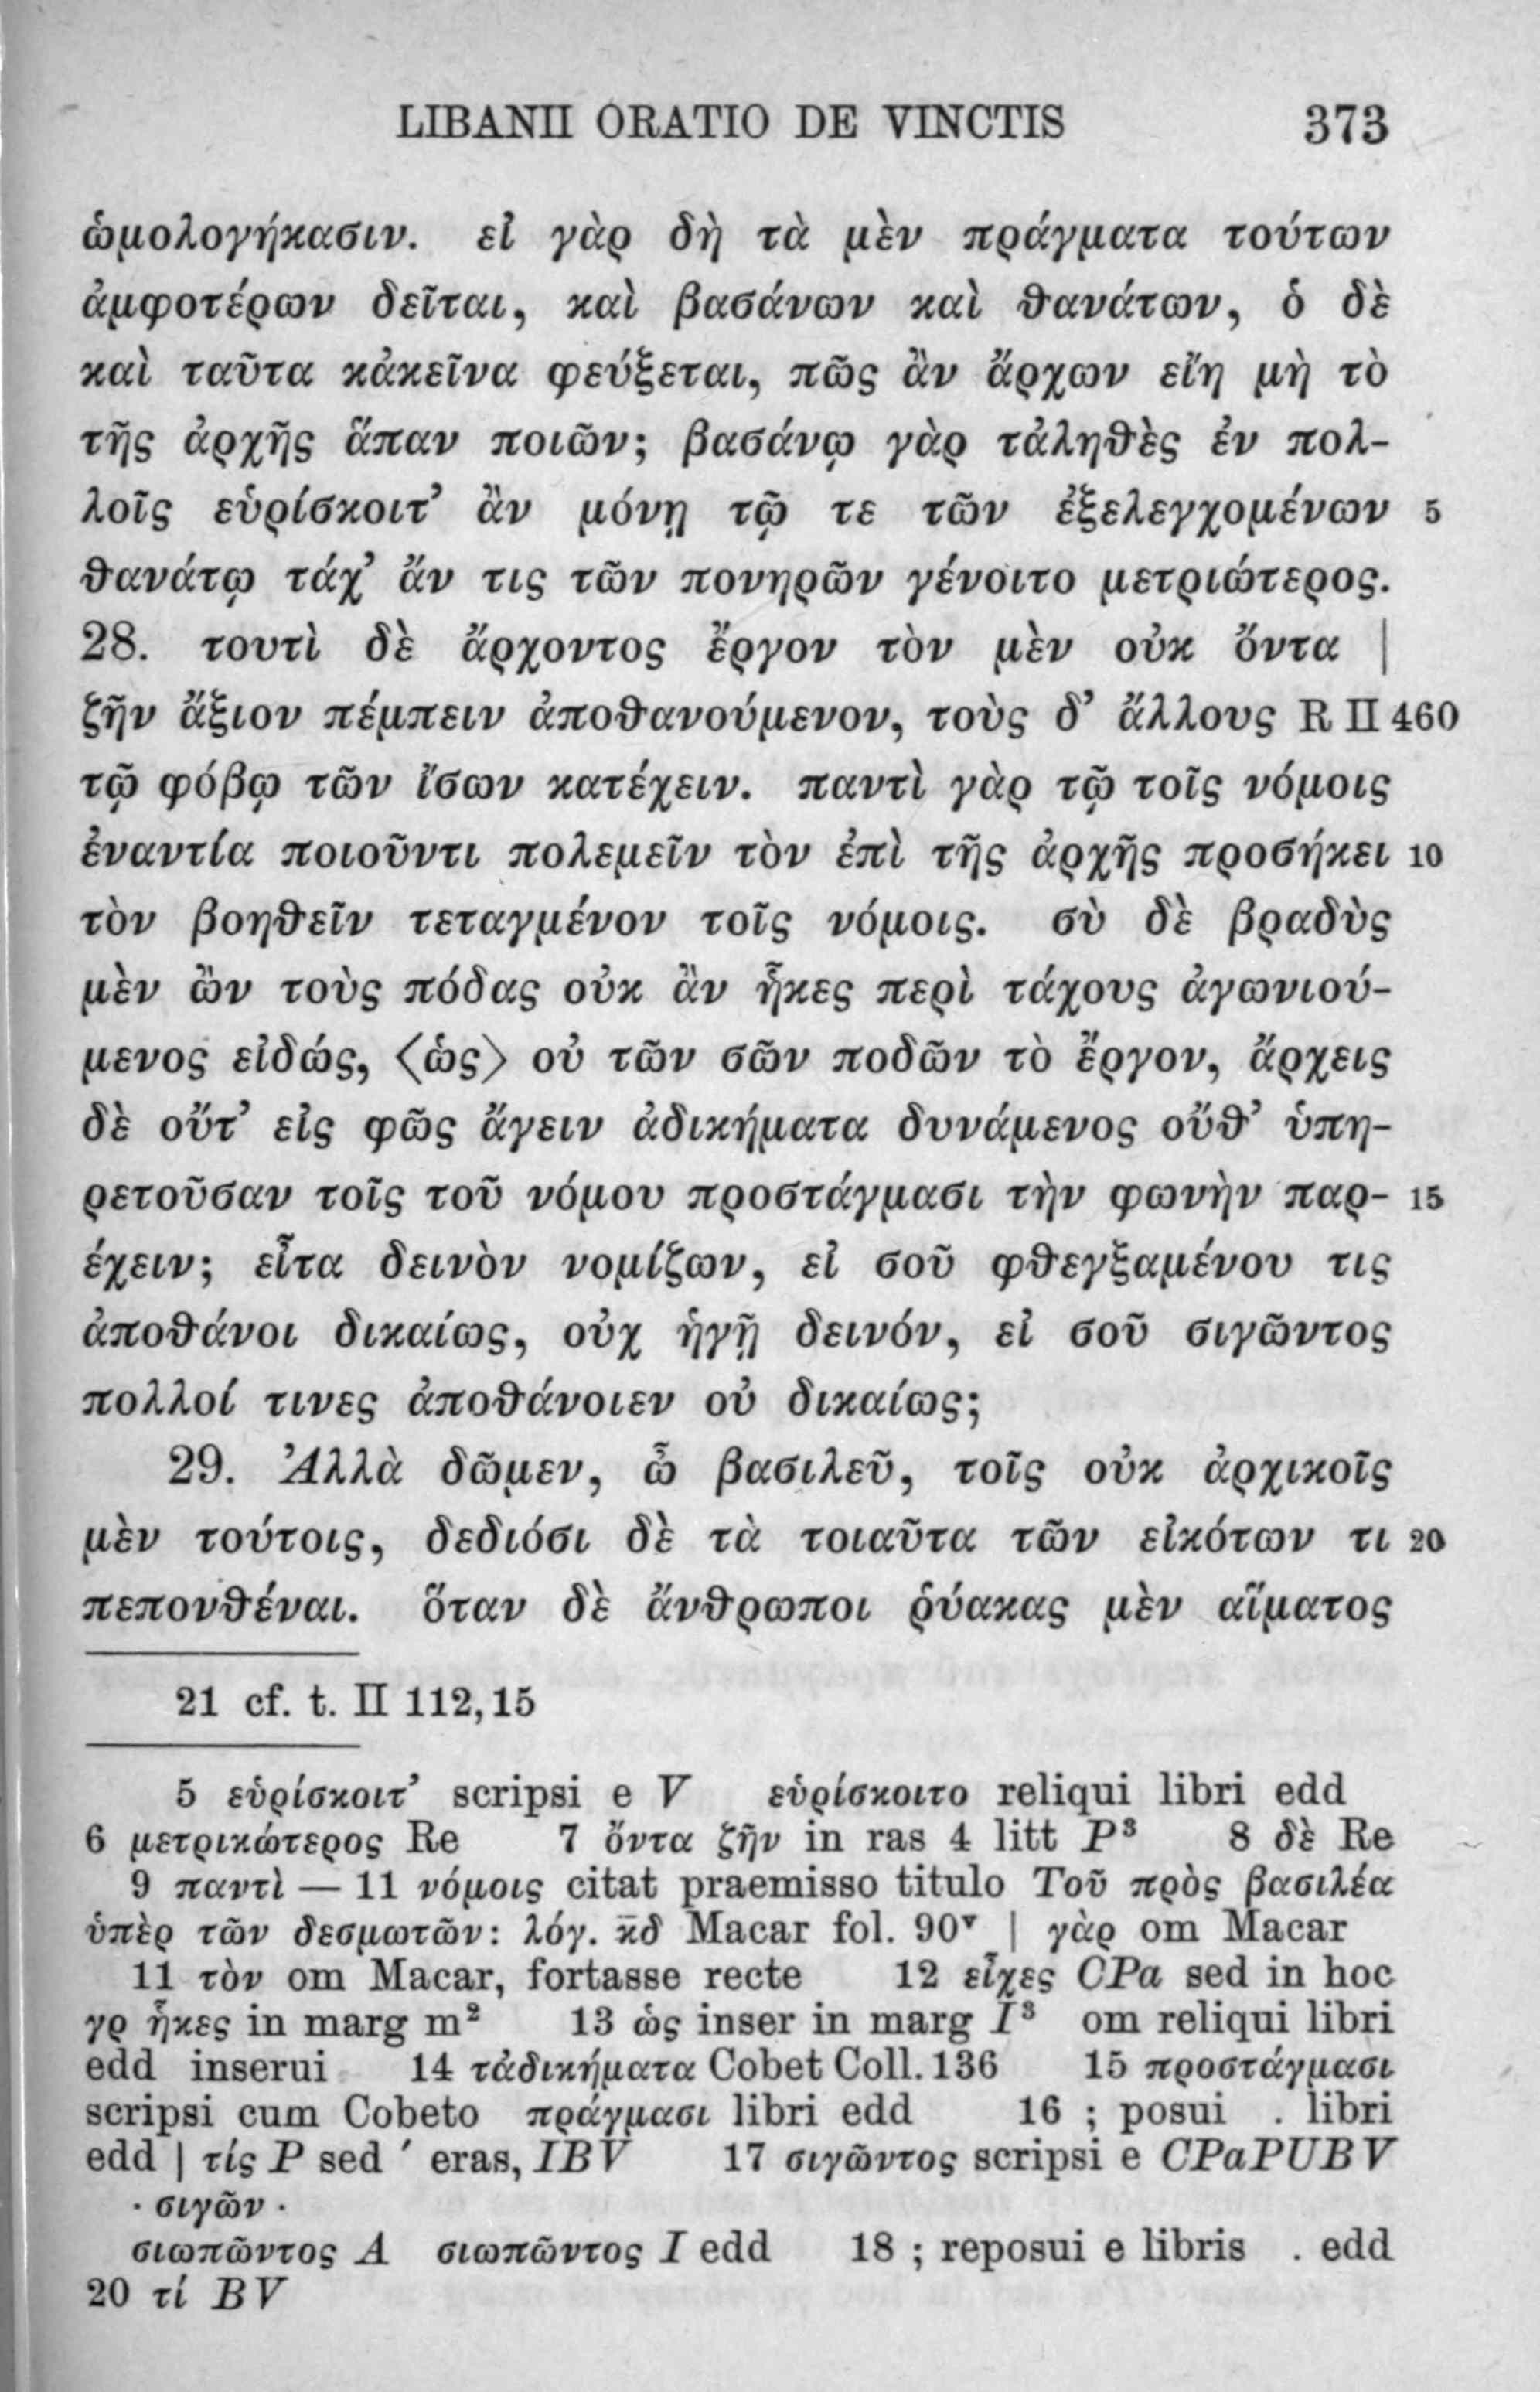 LIBANII ORATIO DE VINCTIS 373
ὡμολογήκασιν. εἰ γὰρ δὴ τὰ μὲν πράγματα τούτων
ἀμφοτέρων δεῖται, καὶ βασάνων καὶ θανάτων, ὁ δὲ
καὶ ταῦτα κἀκεῖνα φεύξεται, πῶς ἂν ἄρχων εἴη μὴ τὸ
τῆς ἀρχῆς ἅπαν ποιῶν; βασάνῳ γὰρ τἀληθὲς ἐν πολ-
λοῖς εὑρίσκοιτ’ ἂν μόνῃ τῷ τε τῶν ἐξελεγχομένων 5
θανάτῳ τάχ’ ἄν τις τῶν πονηρῶν γένοιτο μετριώτερος.
28. τουτὶ δὲ ἄρχοντος ἔργον τὸν μὲν οὐκ ὄντα |
ζῆν ἄξιον πέμπειν ἀποθανούμενον, τοὺς δ’ ἄλλους R II 460
τῷ φόβῳ τῶν ἴσων κατέχειν. παντὶ γὰρ τῷ τοῖς νόμοις
ἐναντία ποιοῦντι πολεμεῖν τὸν ἐπὶ τῆς ἀρχῆς προσήκει 10
τὸν βοηθεῖν τεταγμένον τοῖς νόμοις. σὺ δὲ βραδὺς
μὲν ὢν τοὺς πόδας οὐκ ἂν ἧκες περὶ τάχους ἀγωνιού-
μενος εἰδώς, ⟨ὡς⟩ οὐ τῶν σῶν ποδῶν τὸ ἔργον, ἄρχεις
δὲ οὔτ’ εἰς φῶς ἄγειν ἀδικήματα δυνάμενος οὔθ’ ὑπη-
ρετοῦσαν τοῖς τοῦ νόμου προστάγμασι τὴν φωνὴν παρ- 15
έχειν; εἶτα δεινὸν νομίζων, εἰ σοῦ φθεγξαμένου τις
ἀποθάνοι δικαίως, οὐχ ἡγῇ δεινόν, εἰ σοῦ σιγῶντος
πολλοί τινες ἀποθάνοιεν οὐ δικαίως;
29. Ἀλλὰ δῶμεν, ὦ βασιλεῦ, τοῖς οὐκ ἀρχικοῖς
μὲν τούτοις, δεδιόσι δὲ τὰ τοιαῦτα τῶν εἰκότων τι 20
πεπονθέναι. ὅταν δὲ ἄνθρωποι ῥύακας μὲν αἵματος
21 cf. t. II 112,15
5 εὑρίσκοιτ’ scripsi e V εὑρίσκοιτο reliqui libri edd
6 μετρικώτερος Re 7 ὄντα ζῆν in ras 4 litt P³ 8 δὲ Re
9 παντὶ — 11 νόμοις citat praemisso titulo Τοῦ πρὸς βασιλέα
ὑπὲρ τῶν δεσμωτῶν: λόγ. κ̄δ Macar fol. 90ᵛ | γὰρ om Macar
11 τὸν om Macar, fortasse recte 12 εἶχες CPa sed in hoc
γρ ἧκες in marg m² 13 ὡς inser in marg I³ om reliqui libri
edd inserui 14 τἀδικήματα Cobet Coll. 136 15 προστάγμασι
scripsi cum Cobeto πράγμασι libri edd 16 ; posui . libri
edd | τίς P sed ′ eras, IBV 17 σιγῶντος scripsi e CPaPUBV
· σιγῶν ·
σιωπῶντος A σιωπῶντος I edd 18 ; reposui e libris . edd
20 τί BV